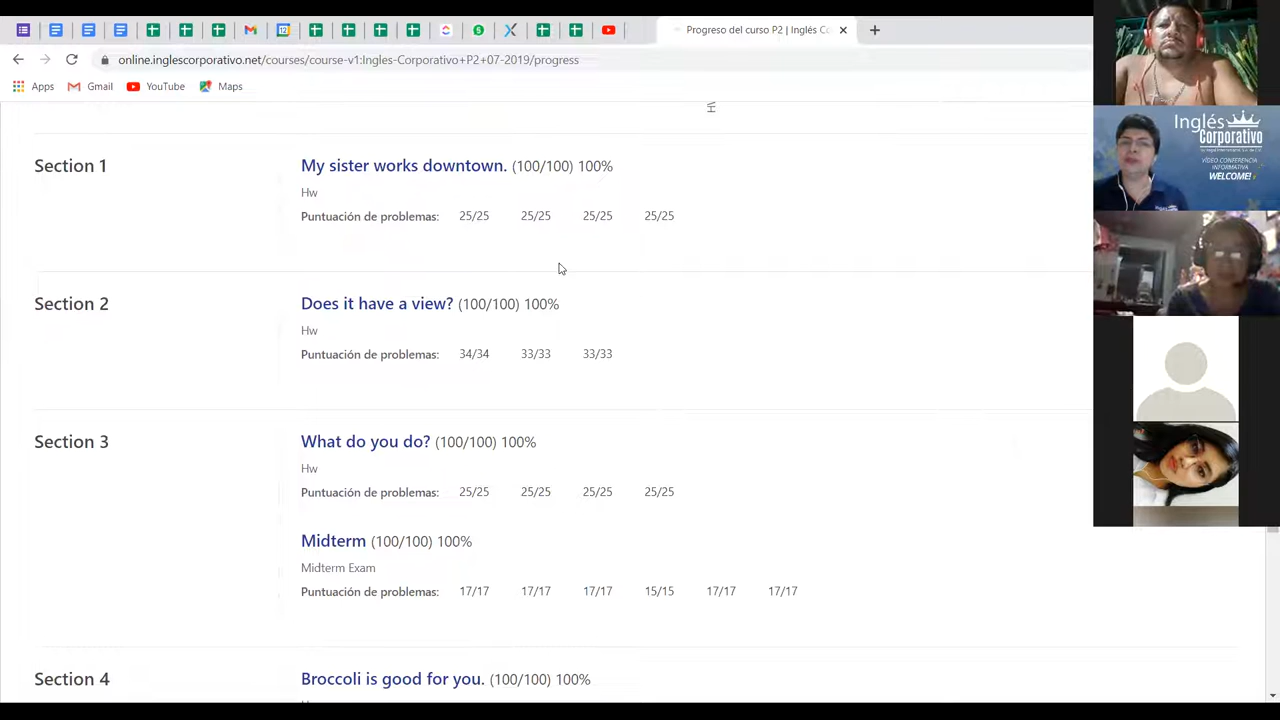 Progreso del curso P2 | Inglés Co
online.inglescorporativo.net/courses/course-v1:Ingles-Corporativo+P2+07-2019/progress
Apps Gmail YouTube Maps
Section 1 My sister works downtown. (100/100) 100%
Hw
Puntuación de problemas: 25/25 25/25 25/25 25/25
Section 2 Does it have a view? (100/100) 100%
Hw
Puntuación de problemas: 34/34 33/33 33/33
Section 3 What do you do? (100/100) 100%
Hw
Puntuación de problemas: 25/25 25/25 25/25 25/25
Midterm (100/100) 100%
Midterm Exam
Puntuación de problemas: 17/17 17/17 17/17 15/15 17/17 17/17
Section 4 Broccoli is good for you. (100/100) 100%
Inglés
Corporativo
VÍDEO CONFERENCIA
INFORMATIVA
WELCOME!